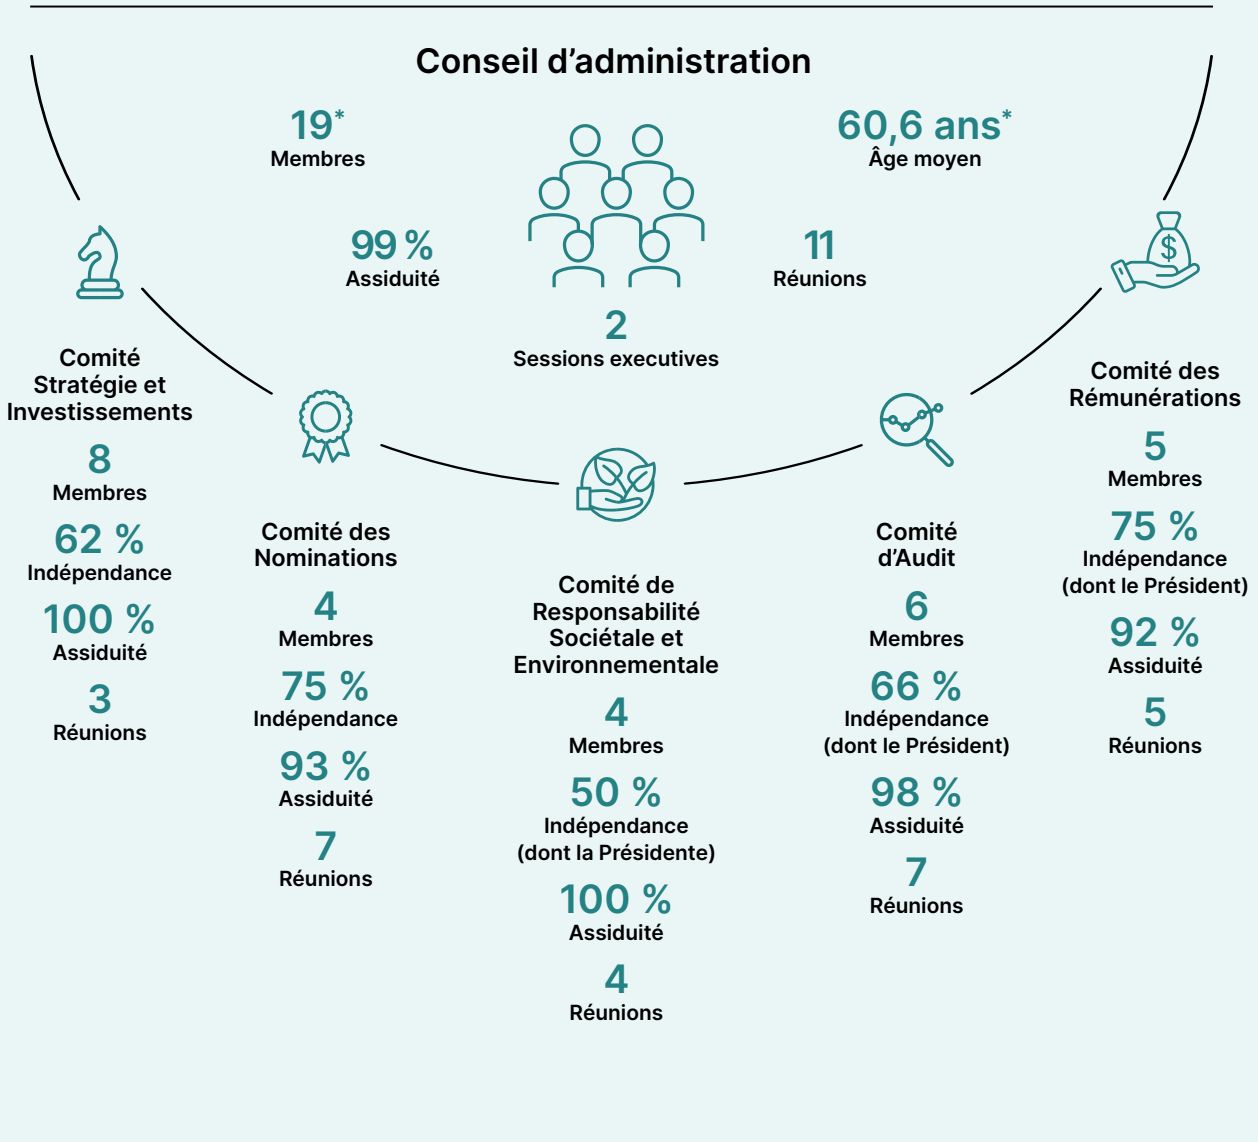 Conseil d’administration
19*
Membres
60,6 ans*
Âge moyen
99 %
Assiduité
11
Réunions
2
Sessions executives
Comité
Stratégie et
Investissements
8
Membres
62 %
Indépendance
100 %
Assiduité
3
Réunions
Comité des
Nominations
4
Membres
75 %
Indépendance
93 %
Assiduité
7
Réunions
Comité de
Responsabilité
Sociétale et
Environnementale
4
Membres
50 %
Indépendance
(dont la Présidente)
100 %
Assiduité
4
Réunions
Comité
d’Audit
6
Membres
66 %
Indépendance
(dont le Président)
98 %
Assiduité
7
Réunions
$
Comité des
Rémunérations
5
Membres
75 %
Indépendance
(dont le Président)
92 %
Assiduité
5
Réunions